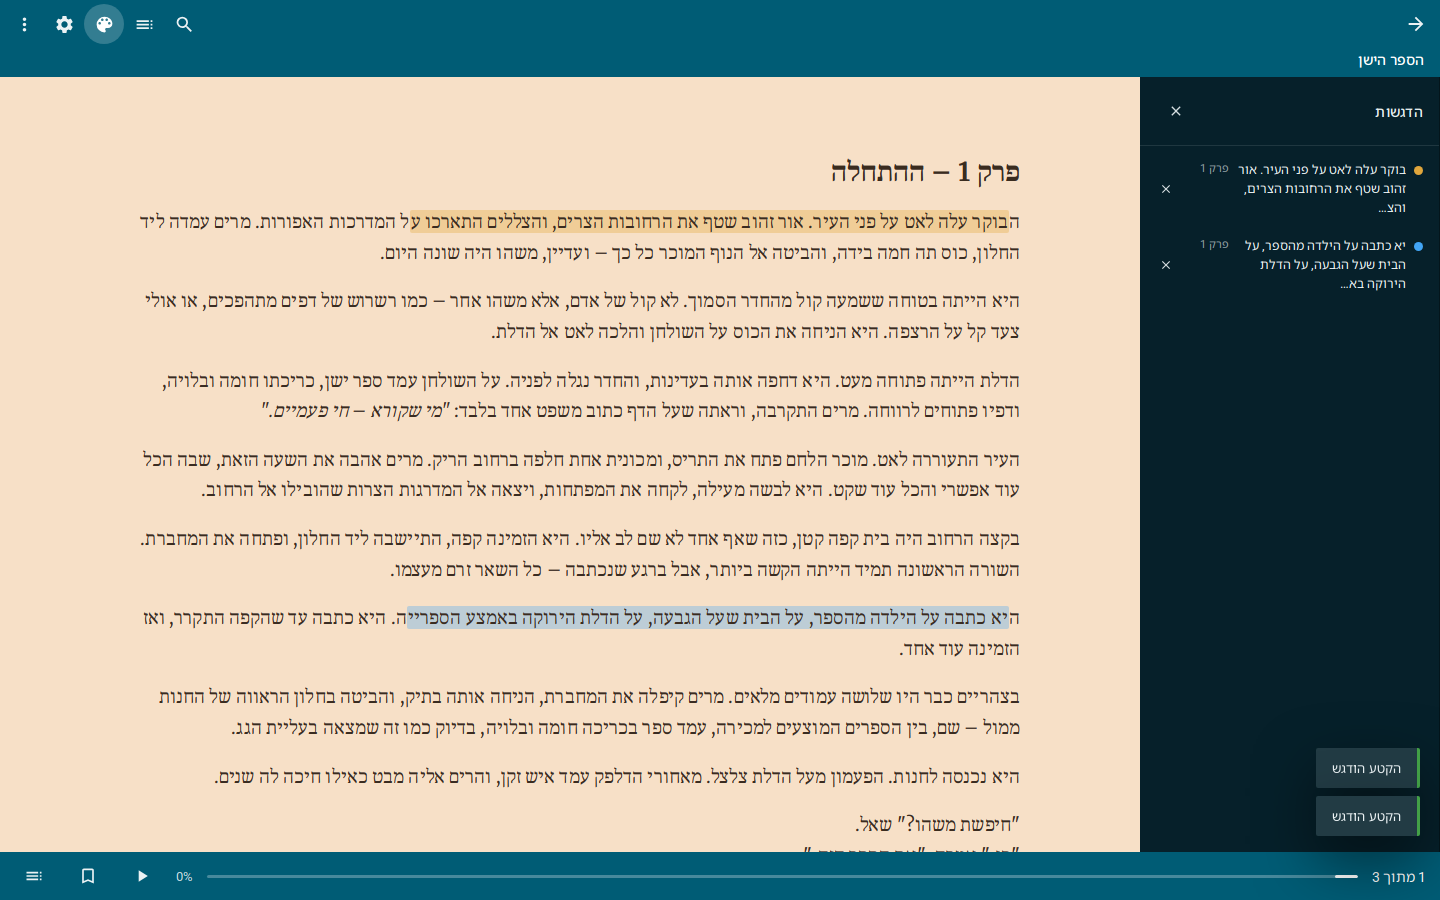 הספר הישן
הדגשות
בוקר עלה לאט על פני העיר. אור
זהוב שטף את הרחובות הצרים,
והצ...
פרק 1
יא כתבה על הילדה מהספר, על
הבית שעל הגבעה, על הדלת
הירוקה בא...
פרק 1
פרק 1 – ההתחלה
הבוקר עלה לאט על פני העיר. אור זהוב שטף את הרחובות הצרים, והצללים התארכו על המדרכות האפורות. מרים עמדה ליד
החלון, כוס תה חמה בידה, והביטה אל הנוף המוכר כל כך – ועדיין, משהו היה שונה היום.
היא הייתה בטוחה ששמעה קול מהחדר הסמוך. לא קול של אדם, אלא משהו אחר – כמו רשרוש של דפים מתהפכים, או אולי
צעד קל על הרצפה. היא הניחה את הכוס על השולחן והלכה לאט אל הדלת.
הדלת הייתה פתוחה מעט. היא דחפה אותה בעדינות, והחדר נגלה לפניה. על השולחן עמד ספר ישן, כריכתו חומה ובלויה,
ודפיו פתוחים לרווחה. מרים התקרבה, וראתה שעל הדף כתוב משפט אחד בלבד: "מי שקורא – חי פעמיים."
העיר התעוררה לאט. מוכר הלחם פתח את התריס, ומכונית אחת חלפה ברחוב הריק. מרים אהבה את השעה הזאת, שבה הכל
עוד אפשרי והכל עוד שקט. היא לבשה מעילה, לקחה את המפתחות, ויצאה אל המדרגות הצרות שהובילו אל הרחוב.
בקצה הרחוב היה בית קפה קטן, כזה שאף אחד לא שם לב אליו. היא הזמינה קפה, התיישבה ליד החלון, ופתחה את המחברת.
השורה הראשונה תמיד הייתה הקשה ביותר, אבל ברגע שנכתבה – כל השאר זרם מעצמו.
היא כתבה על הילדה מהספר, על הבית שעל הגבעה, על הדלת הירוקה באמצע הספרייה. היא כתבה עד שהקפה התקרר, ואז
הזמינה עוד אחד.
בצהריים כבר היו שלושה עמודים מלאים. מרים קיפלה את המחברת, הניחה אותה בתיק, והביטה בחלון הראווה של החנות
ממול – שם, בין הספרים המוצעים למכירה, עמד ספר בכריכה חומה ובלויה, בדיוק כמו זה שמצאה בעליית הגג.
היא נכנסה לחנות. הפעמון מעל הדלת צלצל. מאחורי הדלפק עמד איש זקן, והרים אליה מבט כאילו חיכה לה שנים.
"חיפשת משהו?" שאל.
הקטע הודגש
הקטע הודגש
1 מתוך 3
0%